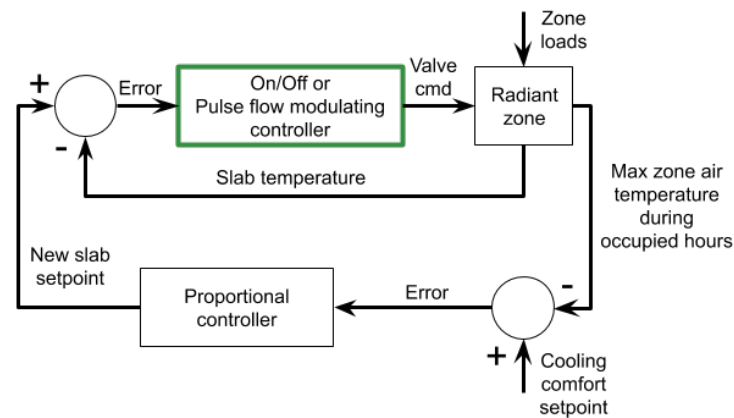 Zone
loads
+
Error
On/Off or
Pulse flow modulating
controller
Valve
cmd
Radiant
zone
-
Slab temperature
Max zone air
temperature
during
occupied hours
New slab
setpoint
Proportional
controller
Error
-
+
Cooling
comfort
setpoint